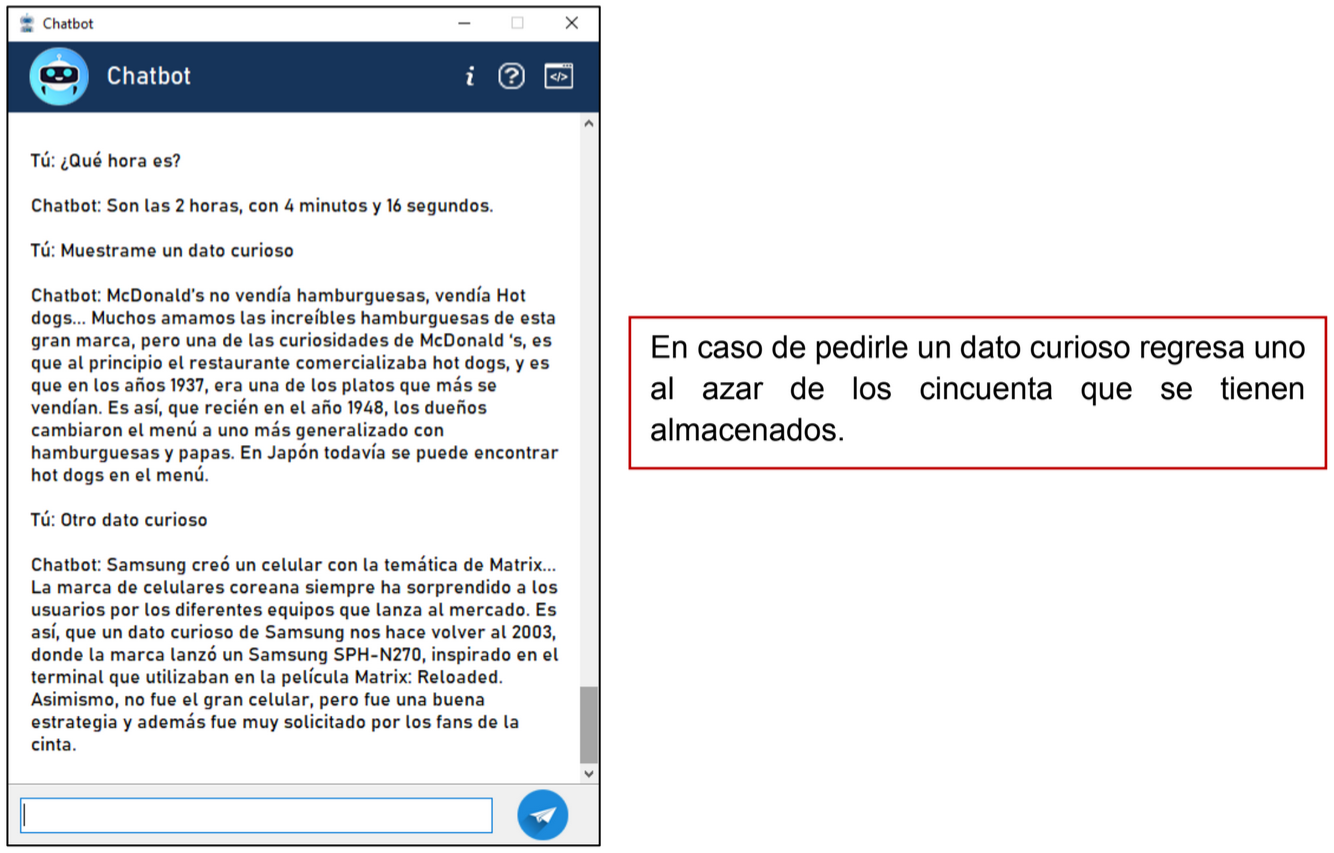 Chatbot
Chatbot
Tú: ¿Qué hora es?
Chatbot: Son las 2 horas, con 4 minutos y 16 segundos.
Tú: Muestrame un dato curioso
Chatbot: McDonald's no vendía hamburguesas, vendía Hot
dogs... Muchos amamos las increíbles hamburguesas de esta
gran marca, pero una de las curiosidades de McDonald 's, es
que al principio el restaurante comercializaba hot dogs, y es
que en los años 1937, era una de los platos que más se
vendían. Es así, que recién en el año 1948, los dueños
cambiaron el menú a uno más generalizado con
hamburguesas y papas. En Japón todavía se puede encontrar
hot dogs en el menú.
Tú: Otro dato curioso
Chatbot: Samsung creó un celular con la temática de Matrix...
La marca de celulares coreana siempre ha sorprendido a los
usuarios por los diferentes equipos que lanza al mercado. Es
así, que un dato curioso de Samsung nos hace volver al 2003,
donde la marca lanzó un Samsung SPH-N270, inspirado en el
terminal que utilizaban en la película Matrix: Reloaded.
Asimismo, no fue el gran celular, pero fue una buena
estrategia y además fue muy solicitado por los fans de la
cinta.
En caso de pedirle un dato curioso regresa uno
al azar de los cincuenta que se tienen
almacenados.